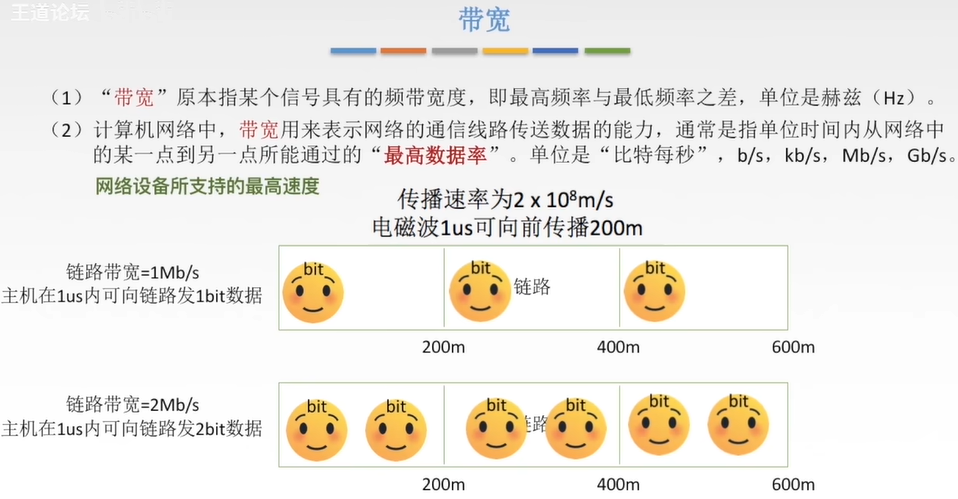 王道论坛
带宽
（1）“带宽”原本指某个信号具有的频带宽度，即最高频率与最低频率之差，单位是赫兹（Hz）。
（2）计算机网络中，带宽用来表示网络的通信线路传送数据的能力，通常是指单位时间内从网络中
的某一点到另一点所能通过的“最高数据率”。单位是“比特每秒”，b/s，kb/s，Mb/s，Gb/s。
网络设备所支持的最高速度
传播速率为2 x 10⁸m/s
电磁波1us可向前传播200m
链路带宽=1Mb/s
主机在1us内可向链路发1bit数据
bit
bit
链路
bit
200m
400m
600m
链路带宽=2Mb/s
主机在1us内可向链路发2bit数据
bit
bit
bit
路
bit
bit
bit
200m
400m
600m